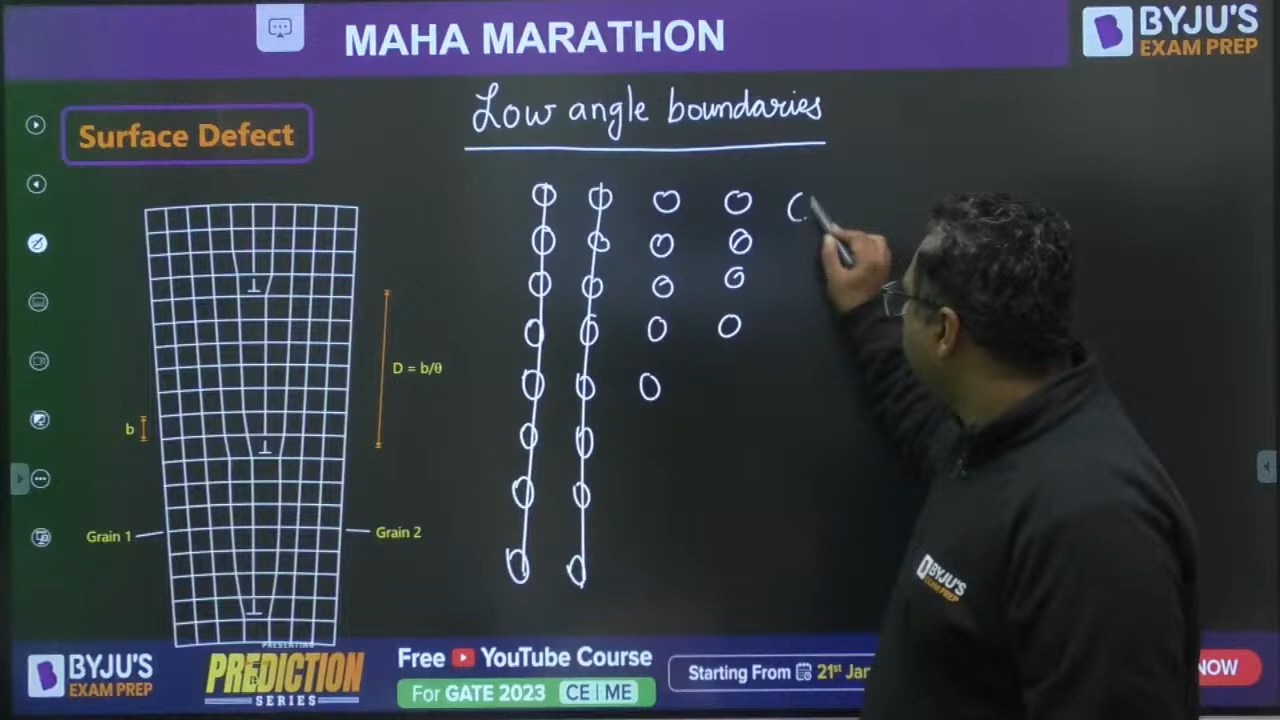 MAHA MARATHON
BYJU'S
EXAM PREP
Low angle boundaries
Surface Defect
D = b/θ
b
Grain 1
Grain 2
BYJU'S
EXAM PREP
BYJU'S
EXAM PREP
PRESENTING
PREDICTION
SERIES
Free YouTube Course
For GATE 2023 CE | ME
Starting From 21st Jan
NOW